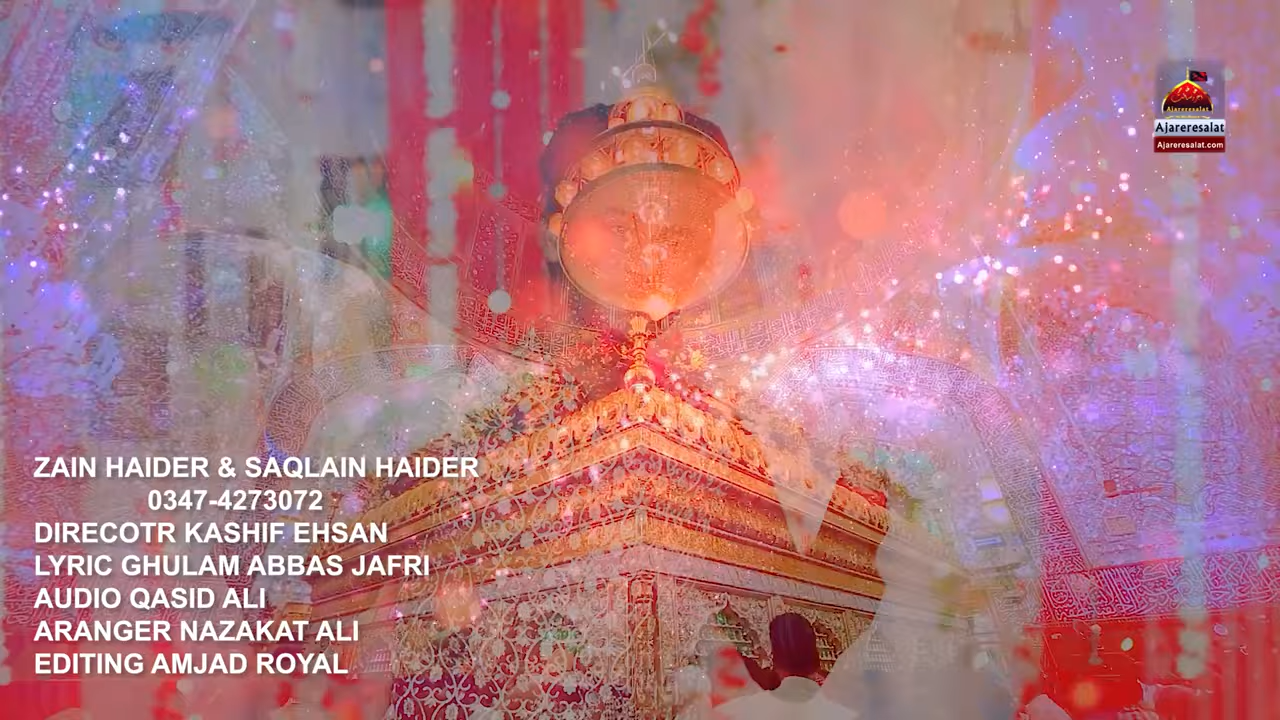 Ajareresalat
Ajareresalat
Ajareresalat.com
ZAIN HAIDER & SAQLAIN HAIDER
0347-4273072
DIRECOTR KASHIF EHSAN
LYRIC GHULAM ABBAS JAFRI
AUDIO QASID ALI
ARANGER NAZAKAT ALI
EDITING AMJAD ROYAL